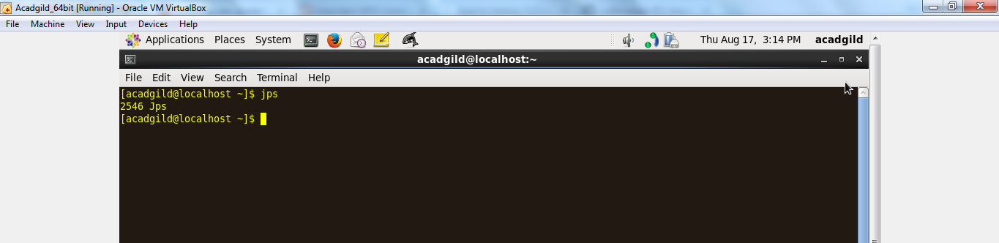 Acadgild_64bit [Running] - Oracle VM VirtualBox
File Machine View Input Devices Help
Applications Places System Thu Aug 17, 3:14 PM acadgild
acadgild@localhost:~
File Edit View Search Terminal Help
[acadgild@localhost ~]$ jps
2546 Jps
[acadgild@localhost ~]$